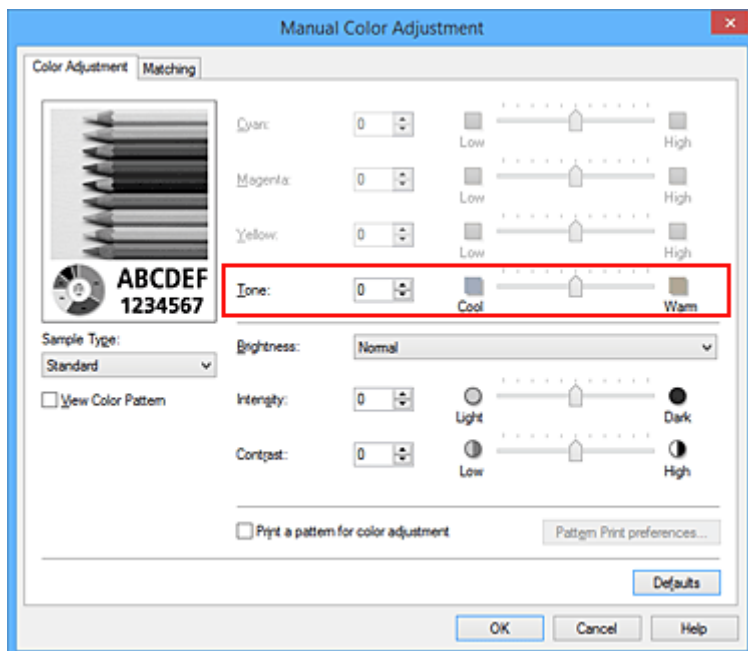 Manual Color Adjustment
Color Adjustment Matching
Cyan: 0 Low High
Magenta: 0 Low High
Yellow: 0 Low High
ABCDEF
1234567
Tone: 0 Cool Warm
Sample Type:
Standard
Brightness: Normal
View Color Pattern
Intensity: 0 Light Dark
Contrast: 0 Low High
Print a pattern for color adjustment Pattern Print preferences...
Defaults
OK Cancel Help